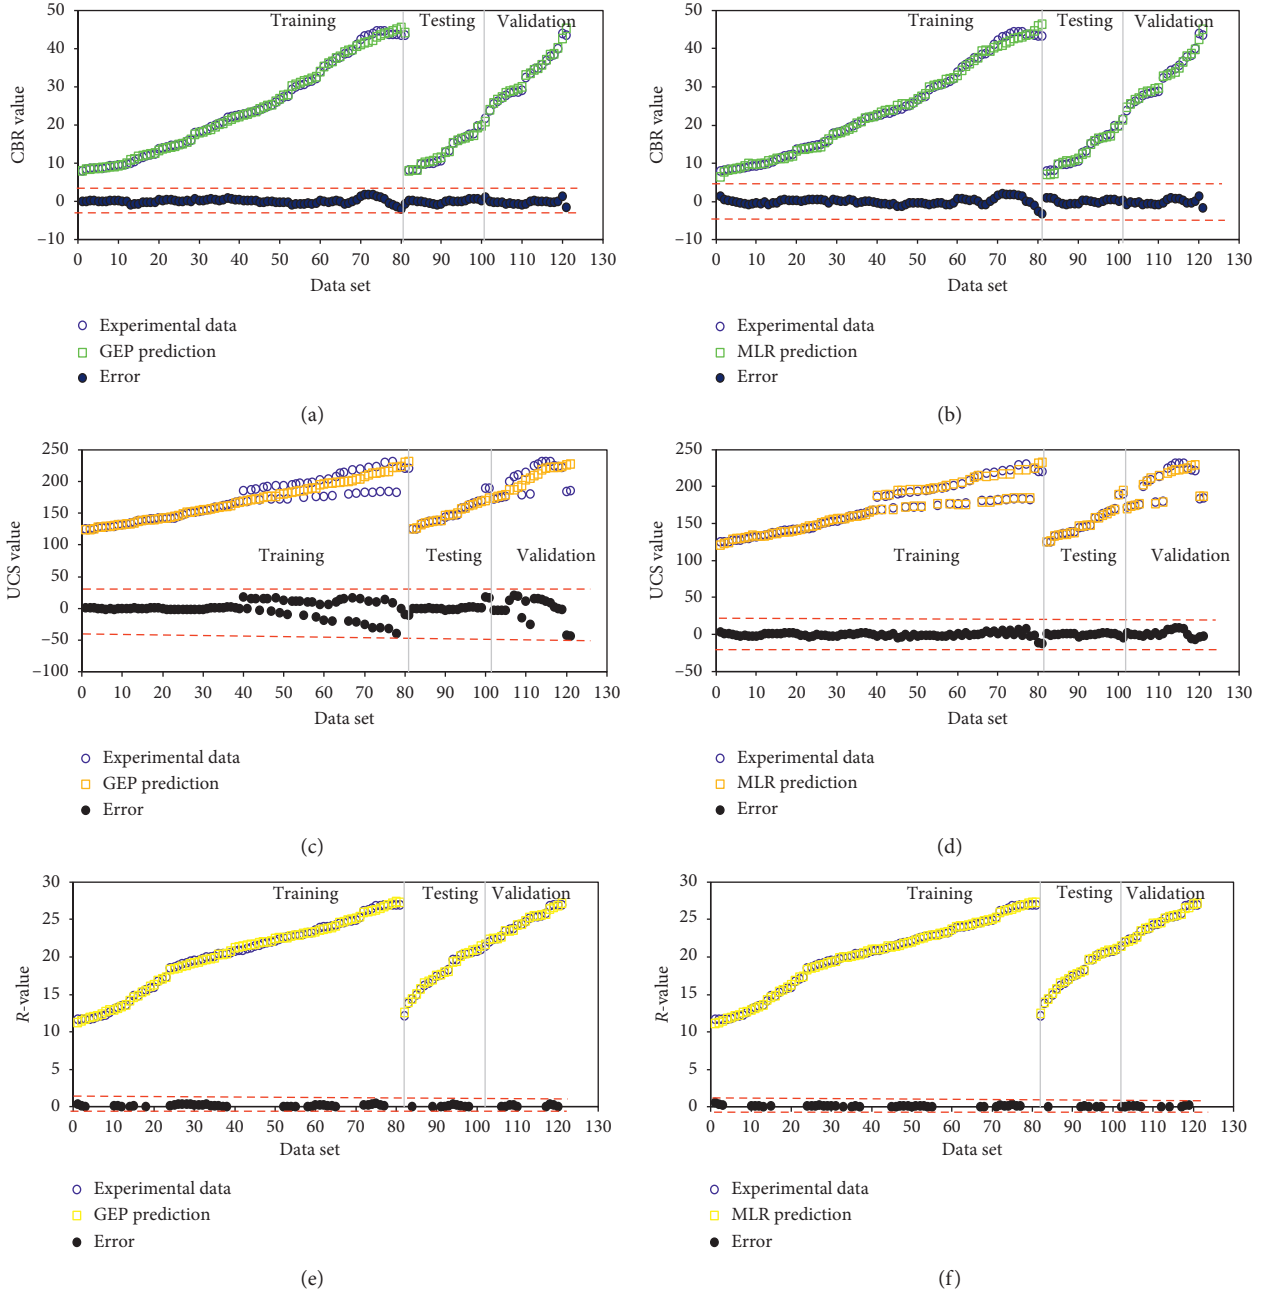 50
40
30
20
10
0
–10
CBR value
Training
Testing
Validation
0 10 20 30 40 50 60 70 80 90 100 110 120 130
Data set
Experimental data
GEP prediction
Error
(a)
50
40
30
20
10
0
–10
CBR value
Training
Testing
Validation
0 10 20 30 40 50 60 70 80 90 100 110 120 130
Data set
Experimental data
MLR prediction
Error
(b)
250
200
150
100
50
0
–50
–100
UCS value
Training
Testing
Validation
0 10 20 30 40 50 60 70 80 90 100 110 120 130
Data set
Experimental data
GEP prediction
Error
(c)
250
200
150
100
50
0
–50
UCS value
Training
Testing
Validation
0 10 20 30 40 50 60 70 80 90 100 110 120 130
Data set
Experimental data
MLR prediction
Error
(d)
30
25
20
15
10
5
0
R-value
Training
Testing
Validation
0 10 20 30 40 50 60 70 80 90 100 110 120 130
Data set
Experimental data
GEP prediction
Error
(e)
30
25
20
15
10
5
0
R-value
Training
Testing
Validation
0 10 20 30 40 50 60 70 80 90 100 110 120 130
Data set
Experimental data
MLR prediction
Error
(f)